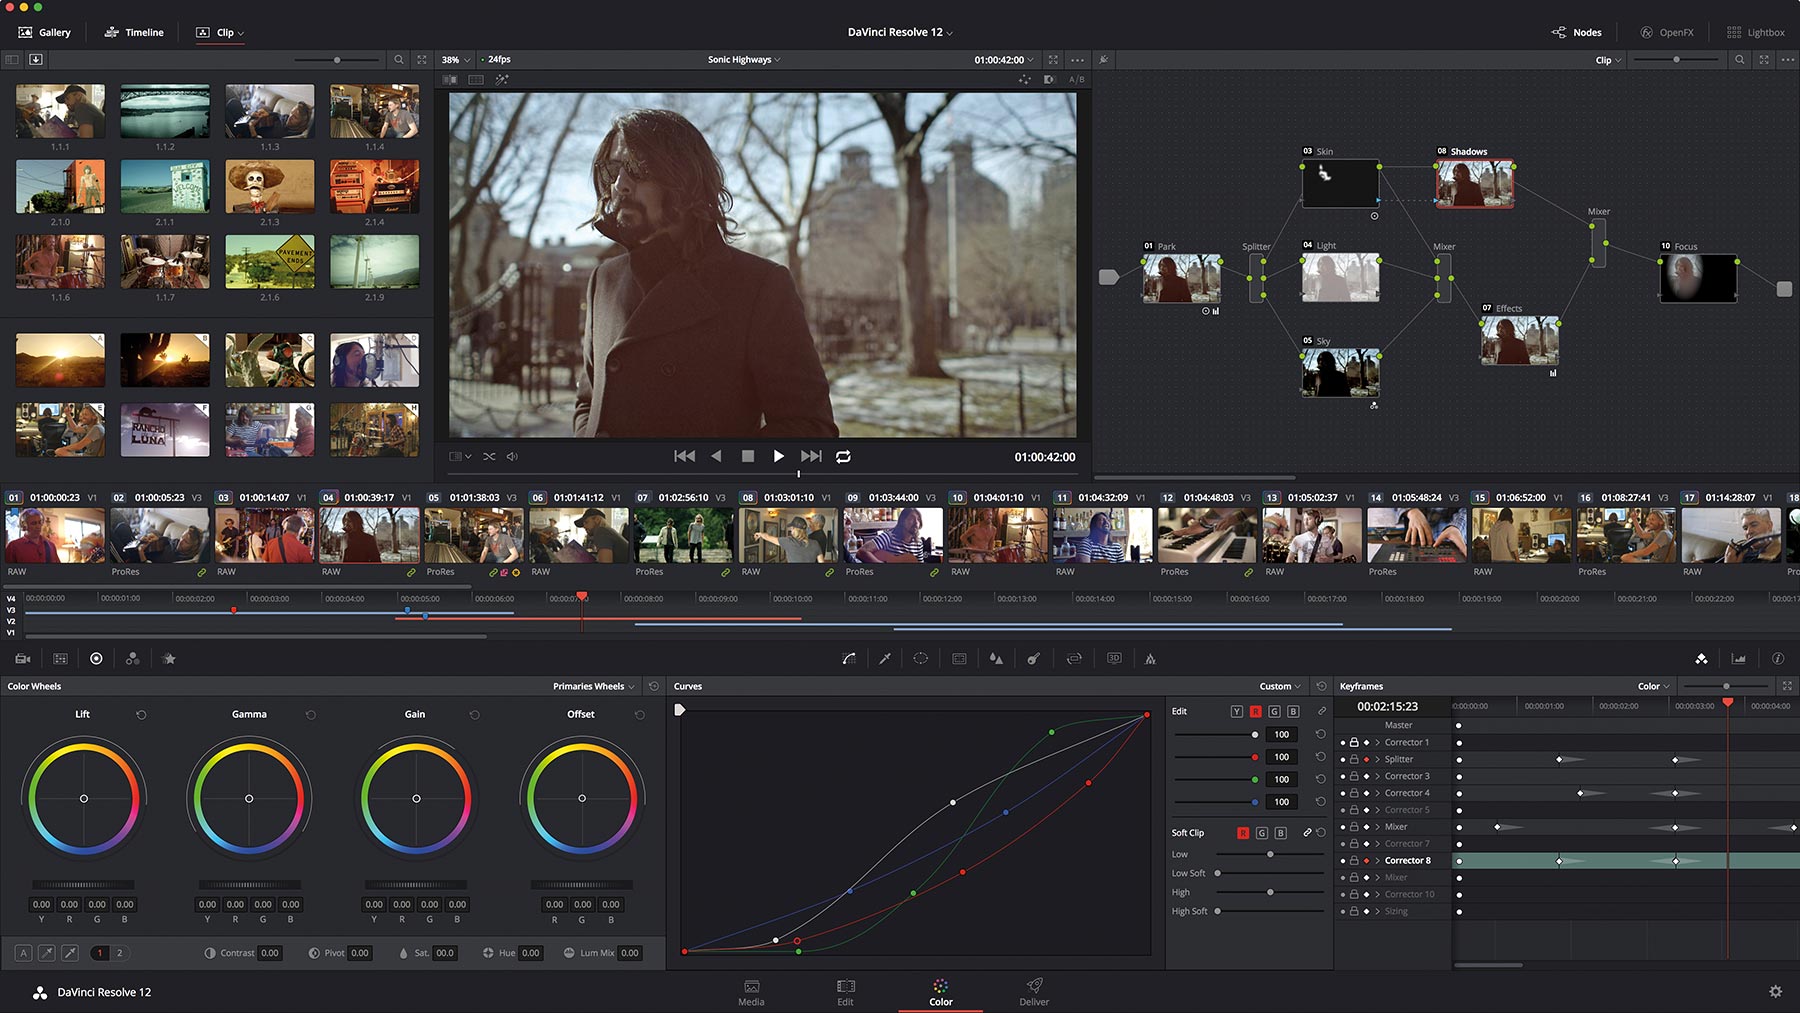 Gallery Timeline Clip DaVinci Resolve 12 Nodes OpenFX Lightbox
38% 24fps Sonic Highways 01:00:42:00 Clip
A/B
1.1.1 1.1.2 1.1.3 1.1.4
2.1.0 2.1.1 2.1.3 2.1.4
WELCOME
PAVEMENT ENDS
1.1.6 1.1.7 2.1.6 2.1.9
A B C D
E F G H
RANCHO LUNA
03 Skin 08 Shadows
Mixer
01 Park Splitter 04 Light Mixer 10 Focus
07 Effects
05 Sky
01:00:42:00
01 01:00:00:23 V1 02 01:00:05:23 V3 03 01:00:14:07 V1 04 01:00:39:17 V1 05 01:01:38:03 V3 06 01:01:41:12 V1 07 01:02:56:10 V3 08 01:03:01:10 V1 09 01:03:44:00 V3 10 01:04:01:10 V1 11 01:04:32:09 V1 12 01:04:48:03 V3 13 01:05:02:37 V1 14 01:05:48:24 V3 15 01:06:52:00 V1 16 01:08:27:41 V3 17 01:14:28:07 V1 18
RAW ProRes RAW RAW ProRes RAW ProRes RAW ProRes RAW RAW ProRes RAW ProRes RAW ProRes RAW ProRes
V4 00:00:00:00 00:00:01:00 00:00:02:00 00:00:03:00 00:00:04:00 00:00:05:00 00:00:06:00 00:00:08:00 00:00:09:00 00:00:10:00 00:00:11:00 00:00:12:00 00:00:13:00 00:00:14:00 00:00:15:00 00:00:16:00 00:00:17:00 00:00:18:00 00:00:19:00 00:00:20:00 00:00:21:00 00:00:22:00
V3
V2
V1
3D
Color Wheels Primaries Wheels Curves Custom Keyframes Color
Lift Gamma Gain Offset
Edit Y R G B
100
100
100
100
Soft Clip R G B
Low
Low Soft
High
High Soft
00:02:15:23 00:00:01:00 00:00:02:00 00:00:03:00 00:00:04:00
Master
Corrector 1
Splitter
Corrector 3
Corrector 4
Corrector 5
Mixer
Corrector 7
Corrector 8
Mixer
Corrector 10
Sizing
0.00 0.00 0.00 0.00 0.00 0.00 0.00 0.00 0.00 0.00 0.00 0.00 0.00 0.00 0.00
Y R G B Y R G B Y R G B R G B
A 1 2 Contrast 0.00 Pivot 0.00 Sat. 00.0 Hue 0.00 Lum Mix 0.00
DaVinci Resolve 12 Media Edit Color Deliver